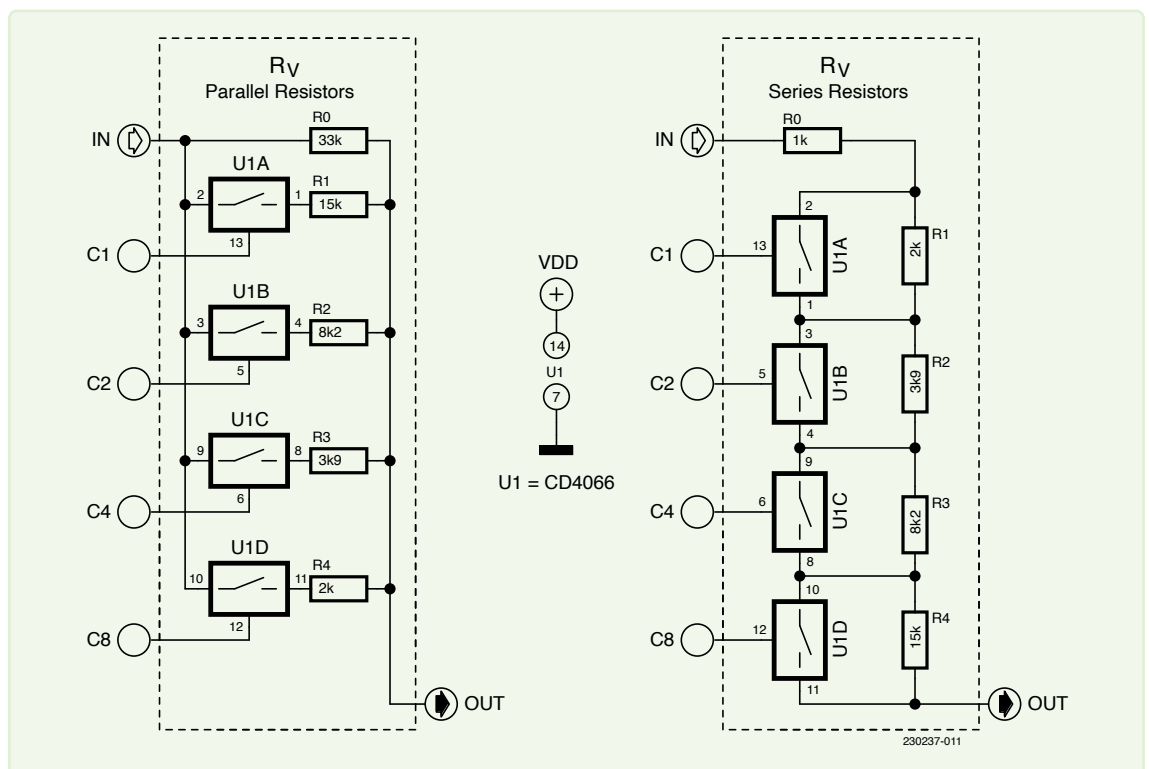 RV
Parallel Resistors
IN
R0
33k
U1A
2
1
R1
15k
13
C1
U1B
3
4
R2
8k2
5
C2
U1C
9
8
R3
3k9
6
C4
U1D
10
11
R4
2k
12
C8
OUT
VDD
+
14
U1
7
U1 = CD4066
RV
Series Resistors
IN
R0
1k
2
C1
13
U1A
R1
2k
1
3
C2
5
U1B
R2
3k9
4
9
C4
6
U1C
R3
8k2
8
10
C8
12
U1D
R4
15k
11
OUT
230237-011